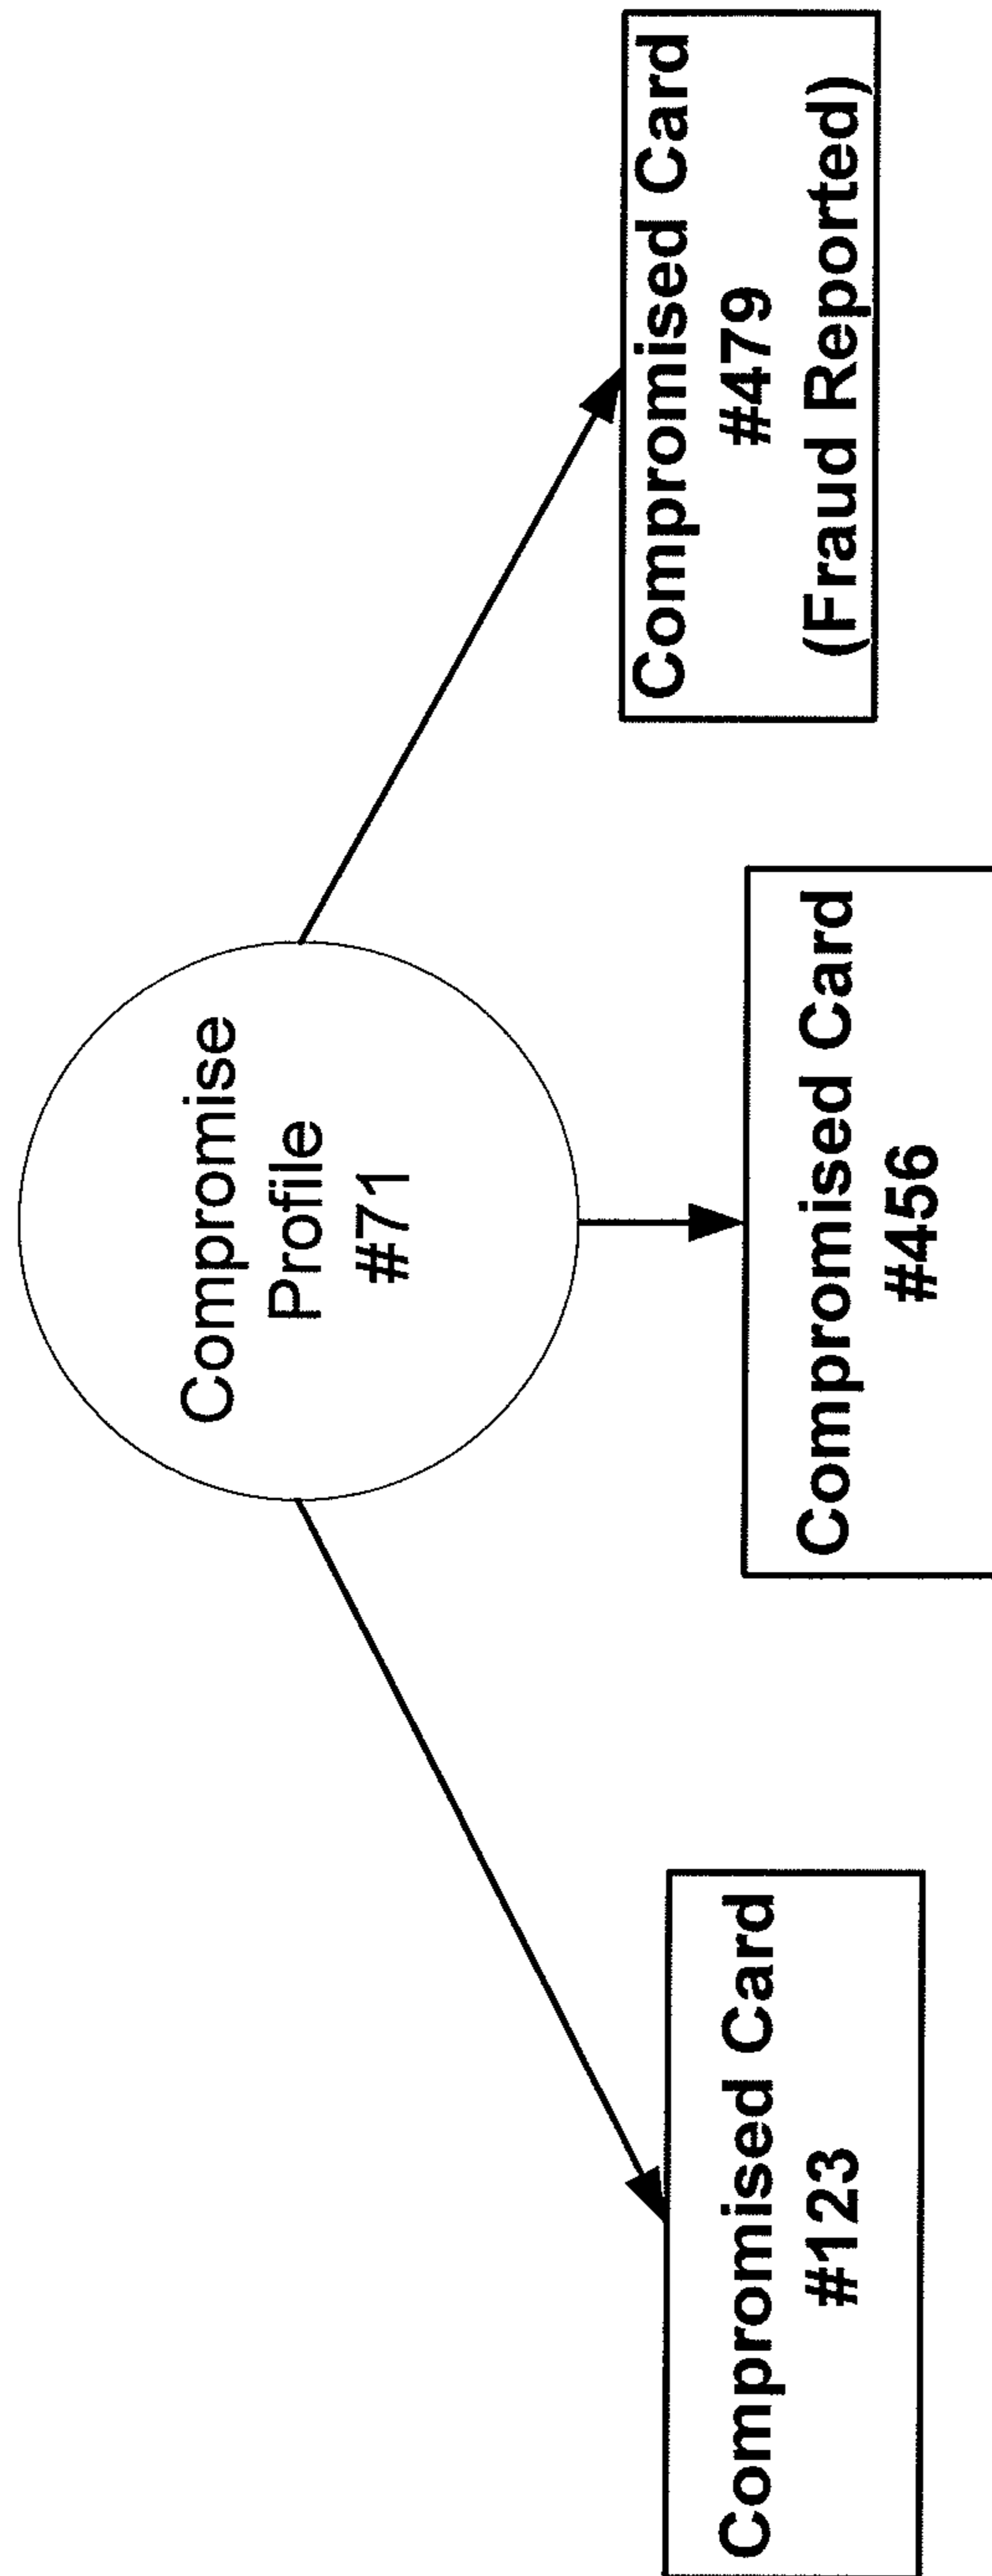 Compromise
Profile
#71
Compromised Card
#123
Compromised Card
#456
Compromised Card
#479
(Fraud Reported)